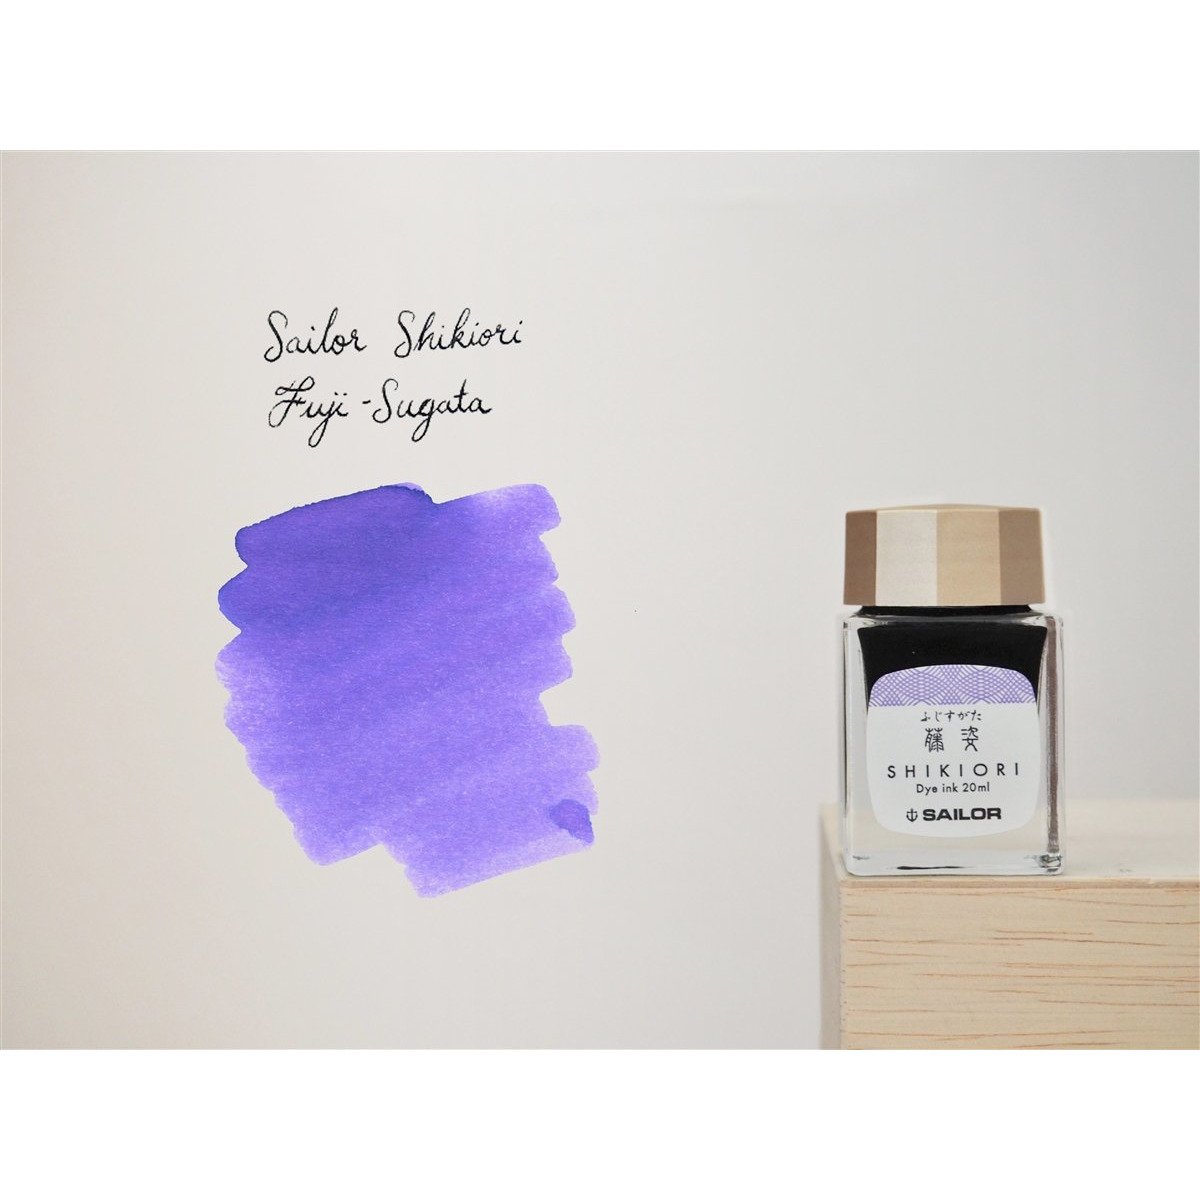 Sailor Shikiori
Fuji-Sugata
ふじすがた
藤姿
SHIKIORI
Dye ink 20ml
SAILOR